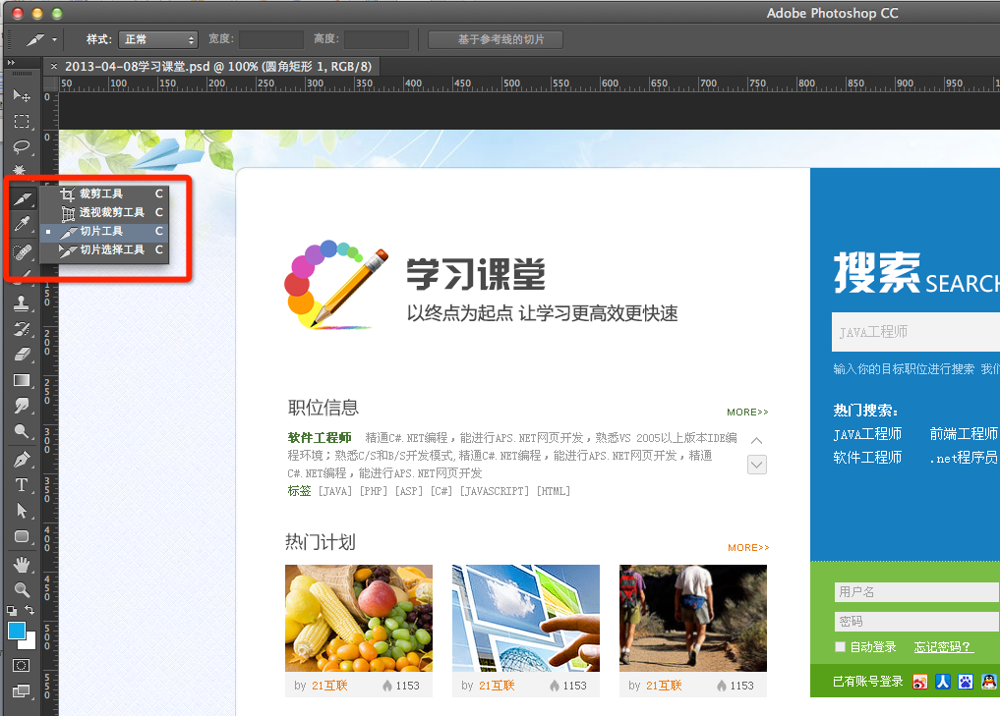 Adobe Photoshop CC
样式: 正常 宽度: 高度: 基于参考线的切片
× 2013-04-08学习课堂.psd @ 100% (圆角矩形 1, RGB/8)
50 100 150 200 250 300 350 400 450 500 550 600 650 700 750 800 850 900 950
裁剪工具 C
透视裁剪工具 C
切片工具 C
切片选择工具 C
学习课堂
以终点为起点 让学习更高效更快速
搜索 SEARCH
JAVA工程师
输入你的目标职位进行搜索 我们
热门搜索:
JAVA工程师 前端工程师
软件工程师 .net程序员
职位信息 MORE>>
软件工程师 精通C#.NET编程，能进行APS.NET网页开发，熟悉VS 2005以上版本IDE编
程环境；熟悉C/S和B/S开发模式,精通C#.NET编程，能进行APS.NET网页开发，精通
C#.NET编程，能进行APS.NET网页开发
标签 [JAVA] [PHP] [ASP] [C#] [JAVASCRIPT] [HTML]
热门计划 MORE>>
by 21互联 1153
by 21互联 1153
by 21互联 1153
用户名
密码
自动登录 忘记密码?
已有账号登录
0
0
150
200
250
300
350
400
450
500
550